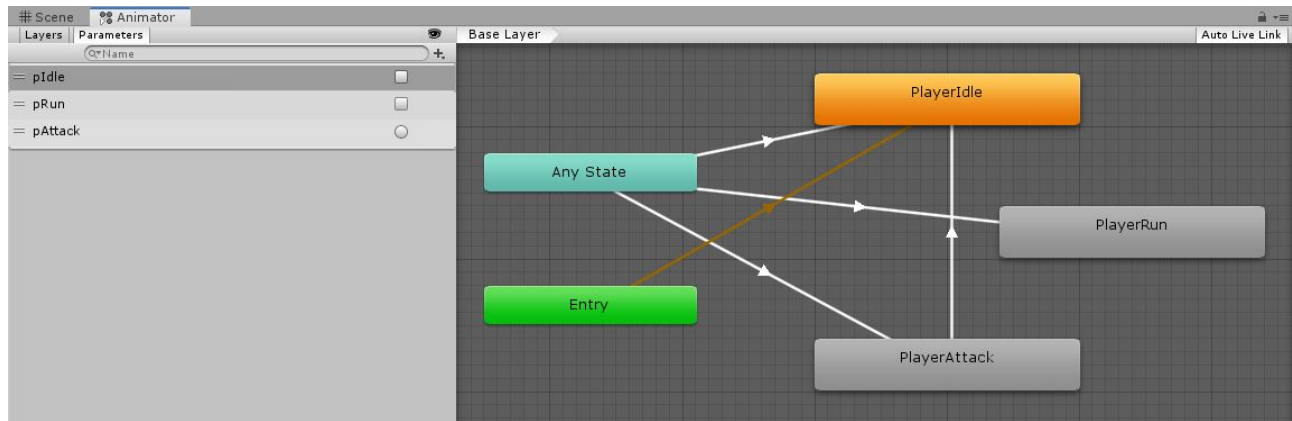 Scene Animator
Layers Parameters
Base Layer
Auto Live Link
Name
pIdle
pRun
pAttack
PlayerIdle
Any State
PlayerRun
Entry
PlayerAttack